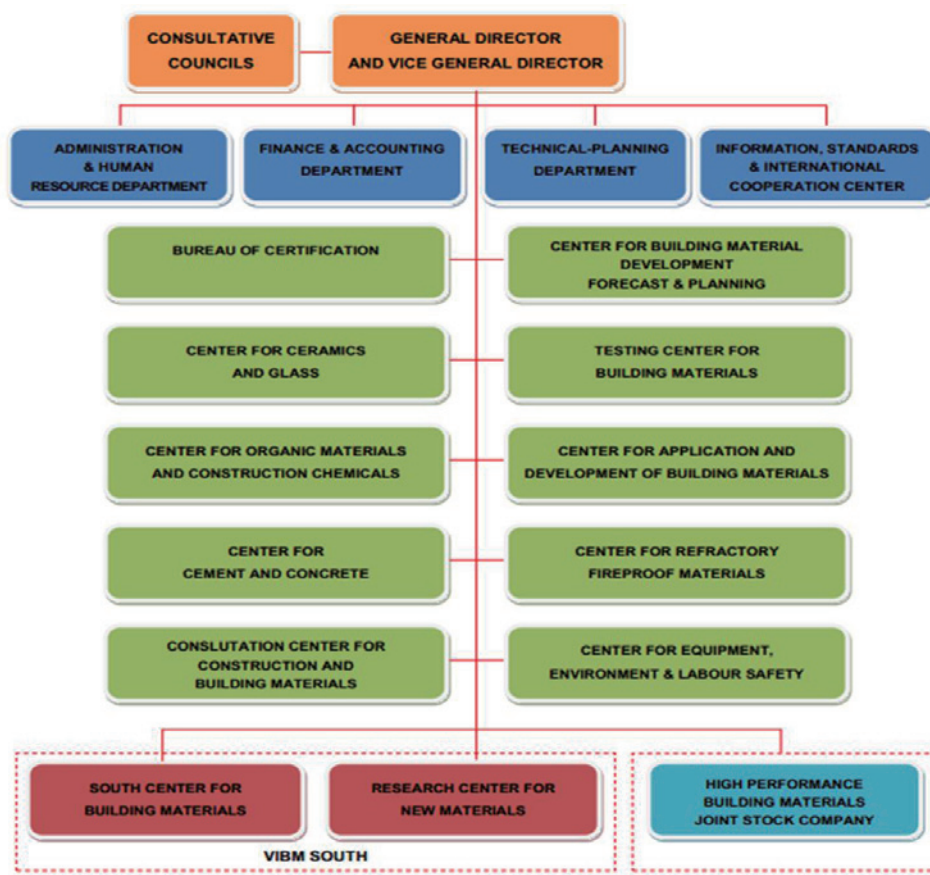 CONSULTATIVE
COUNCILS
GENERAL DIRECTOR
AND VICE GENERAL DIRECTOR
ADMINISTRATION
& HUMAN
RESOURCE DEPARTMENT
FINANCE & ACCOUNTING
DEPARTMENT
TECHNICAL-PLANNING
DEPARTMENT
INFORMATION, STANDARDS
& INTERNATIONAL
COOPERATION CENTER
BUREAU OF CERTIFICATION
CENTER FOR BUILDING MATERIAL
DEVELOPMENT
FORECAST & PLANNING
CENTER FOR CERAMICS
AND GLASS
TESTING CENTER FOR
BUILDING MATERIALS
CENTER FOR ORGANIC MATERIALS
AND CONSTRUCTION CHEMICALS
CENTER FOR APPLICATION AND
DEVELOPMENT OF BUILDING MATERIALS
CENTER FOR
CEMENT AND CONCRETE
CENTER FOR REFRACTORY
FIREPROOF MATERIALS
CONSLUTATION CENTER FOR
CONSTRUCTION AND
BUILDING MATERIALS
CENTER FOR EQUIPMENT,
ENVIRONMENT & LABOUR SAFETY
SOUTH CENTER FOR
BUILDING MATERIALS
RESEARCH CENTER FOR
NEW MATERIALS
HIGH PERFORMANCE
BUILDING MATERIALS
JOINT STOCK COMPANY
VIBM SOUTH